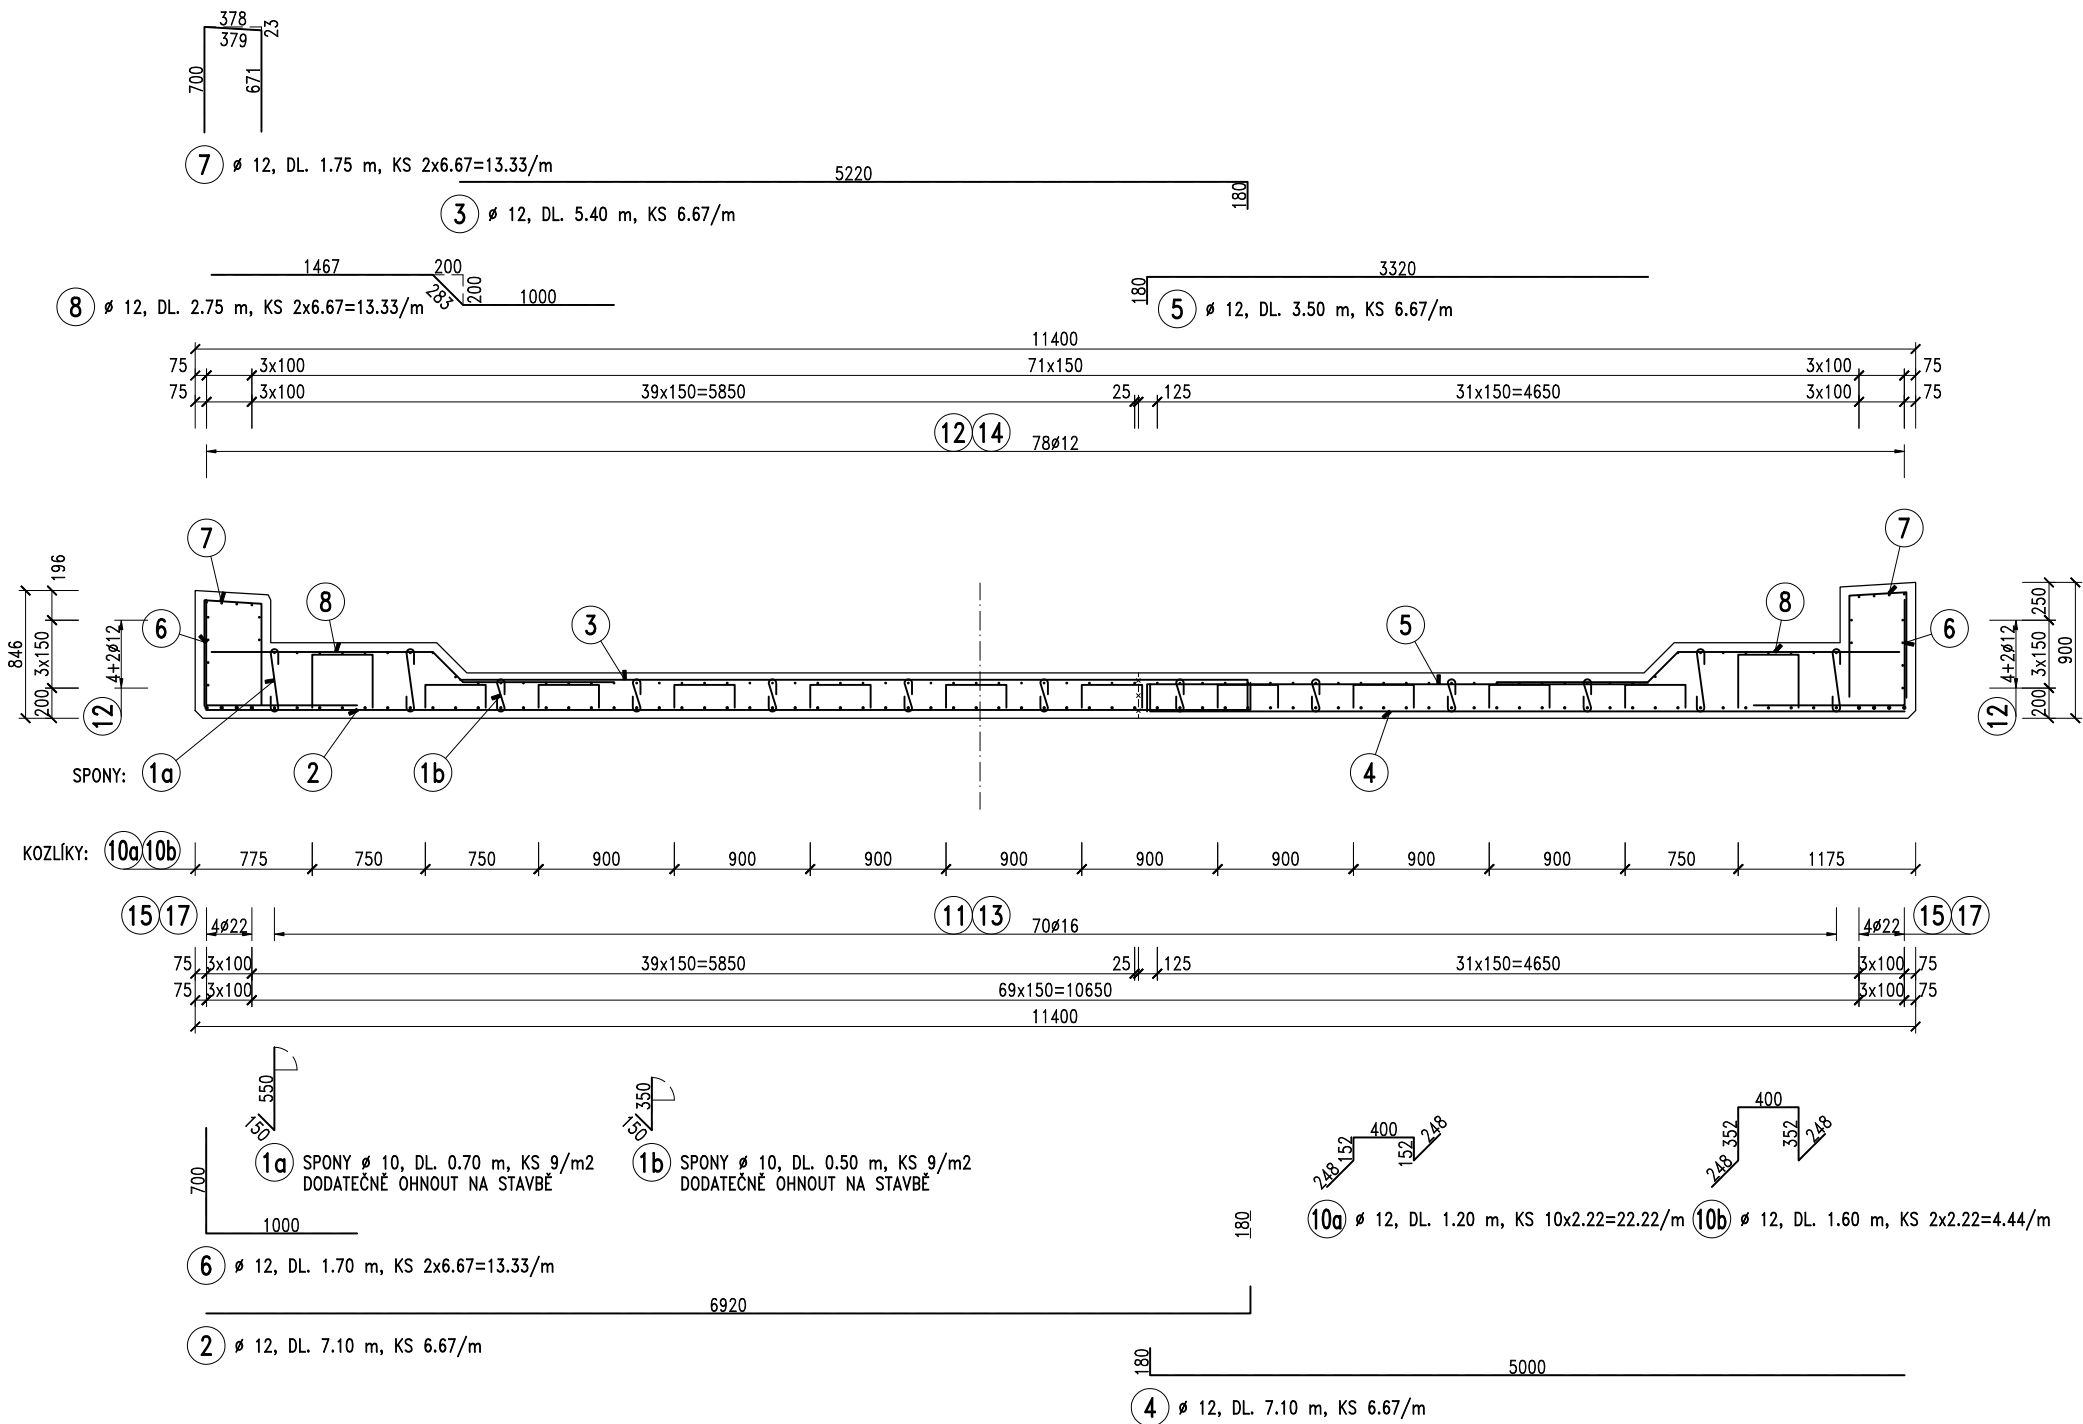 378
379
23
700
671
7 ø 12, DL. 1.75 m, KS 2x6.67=13.33/m
5220
180
3 ø 12, DL. 5.40 m, KS 6.67/m
1467
200
283
200
1000
8 ø 12, DL. 2.75 m, KS 2x6.67=13.33/m
3320
180
5 ø 12, DL. 3.50 m, KS 6.67/m
11400
75 3x100 71x150 3x100 75
75 3x100 39x150=5850 25 125 31x150=4650 3x100 75
12 14
78ø12
7
7
196
846
3x150
200
4+2ø12
12
6
8
3
5
8
6
4+2ø12
12
250
3x150
200
900
SPONY: 1a
2
1b
4
KOZLÍKY: 10a 10b
775 750 750 900 900 900 900 900 900 900 900 750 1175
15 17 4ø22 11 13 70ø16 4ø22 15 17
75 3x100 39x150=5850 25 125 31x150=4650 3x100 75
75 3x100 69x150=10650 3x100 75
11400
550
150
1a SPONY ø 10, DL. 0.70 m, KS 9/m2
DODATEČNĚ OHNOUT NA STAVBĚ
350
150
1b SPONY ø 10, DL. 0.50 m, KS 9/m2
DODATEČNĚ OHNOUT NA STAVBĚ
400
152
152
248
248
10a ø 12, DL. 1.20 m, KS 10x2.22=22.22/m
400
352
352
248
248
10b ø 12, DL. 1.60 m, KS 2x2.22=4.44/m
700
1000
6 ø 12, DL. 1.70 m, KS 2x6.67=13.33/m
180
6920
2 ø 12, DL. 7.10 m, KS 6.67/m
180
5000
4 ø 12, DL. 7.10 m, KS 6.67/m